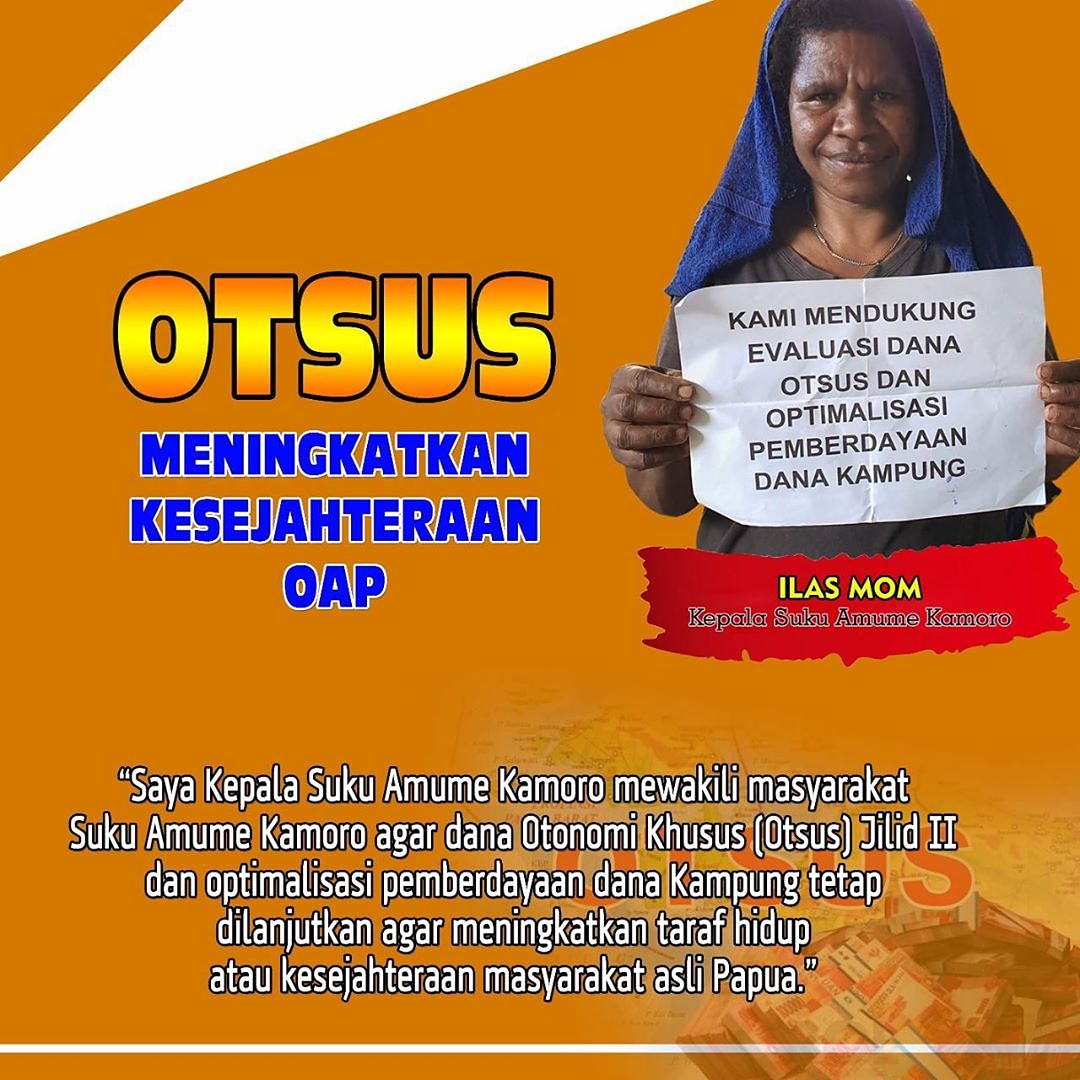 OTSUS
MENINGKATKAN
KESEJAHTERAAN
OAP
KAMI MENDUKUNG
EVALUASI DANA
OTSUS DAN
OPTIMALISASI
PEMBERDAYAAN
DANA KAMPUNG
ILAS MOM
Kepala Suku Amume Kamoro
“Saya Kepala Suku Amume Kamoro mewakili masyarakat
Suku Amume Kamoro agar dana Otonomi Khusus (Otsus) Jilid II
dan optimalisasi pemberdayaan dana Kampung tetap
dilanjutkan agar meningkatkan taraf hidup
atau kesejahteraan masyarakat asli Papua.”
OTSUS